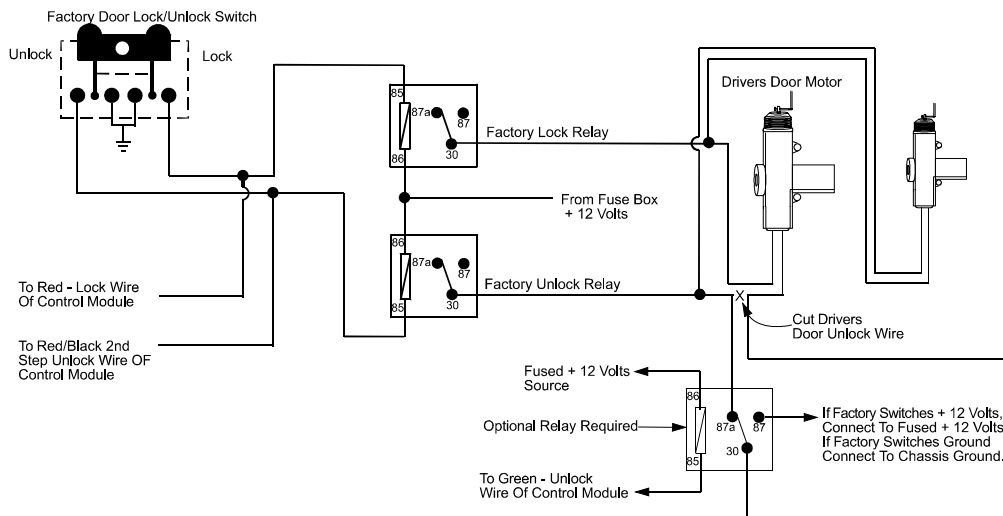 Factory Door Lock/Unlock Switch
Unlock
Lock
85
87a
87
86
30
Factory Lock Relay
Drivers Door Motor
From Fuse Box
+ 12 Volts
86
87a
87
85
30
Factory Unlock Relay
To Red - Lock Wire
Of Control Module
To Red/Black 2nd
Step Unlock Wire OF
Control Module
X
Cut Drivers
Door Unlock Wire
Fused + 12 Volts
Source
86
Optional Relay Required
87a
87
30
85
If Factory Switches + 12 Volts,
Connect To Fused + 12 Volts
If Factory Switches Ground
Connect To Chassis Ground.
To Green - Unlock
Wire Of Control Module